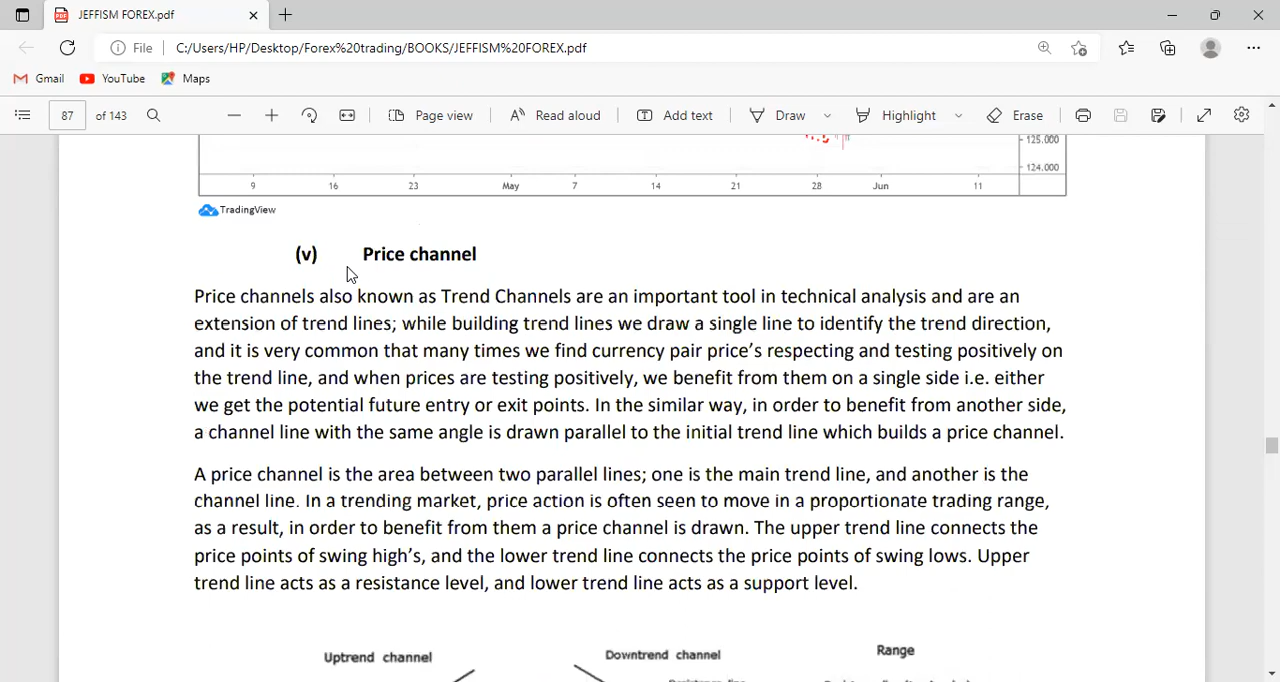 JEFFISM FOREX.pdf
File C:/Users/HP/Desktop/Forex%20trading/BOOKS/JEFFISM%20FOREX.pdf
Gmail YouTube Maps
87 of 143 Page view Read aloud Add text Draw Highlight Erase
125.000
124.000
9 16 23 May 7 14 21 28 Jun 11
TradingView
(v) Price channel
Price channels also known as Trend Channels are an important tool in technical analysis and are an
extension of trend lines; while building trend lines we draw a single line to identify the trend direction,
and it is very common that many times we find currency pair price's respecting and testing positively on
the trend line, and when prices are testing positively, we benefit from them on a single side i.e. either
we get the potential future entry or exit points. In the similar way, in order to benefit from another side,
a channel line with the same angle is drawn parallel to the initial trend line which builds a price channel.
A price channel is the area between two parallel lines; one is the main trend line, and another is the
channel line. In a trending market, price action is often seen to move in a proportionate trading range,
as a result, in order to benefit from them a price channel is drawn. The upper trend line connects the
price points of swing high's, and the lower trend line connects the price points of swing lows. Upper
trend line acts as a resistance level, and lower trend line acts as a support level.
Uptrend channel Downtrend channel Range